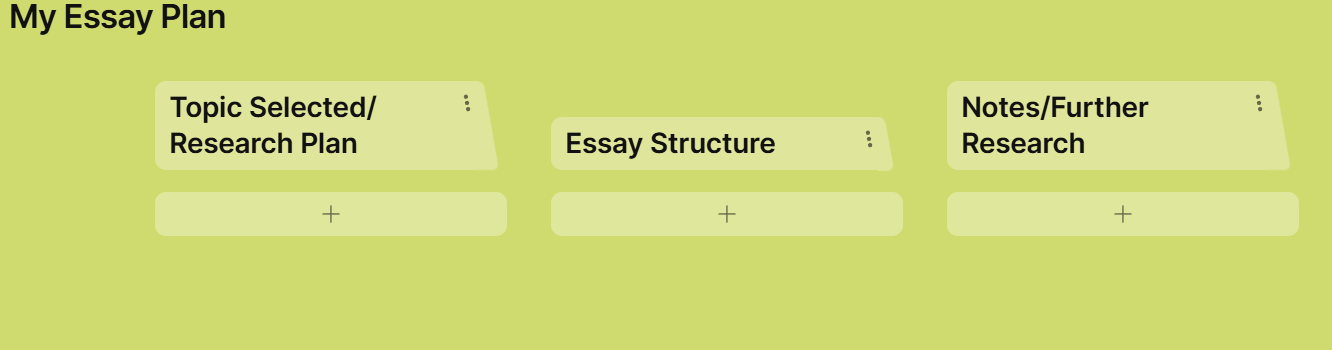 My Essay Plan
Topic Selected/
Research Plan
Essay Structure
Notes/Further
Research